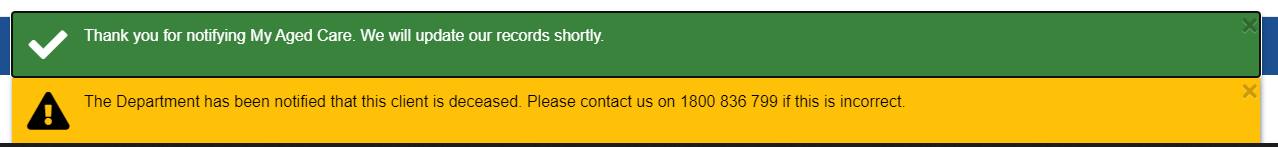 Thank you for notifying My Aged Care. We will update our records shortly.
The Department has been notified that this client is deceased. Please contact us on 1800 836 799 if this is incorrect.